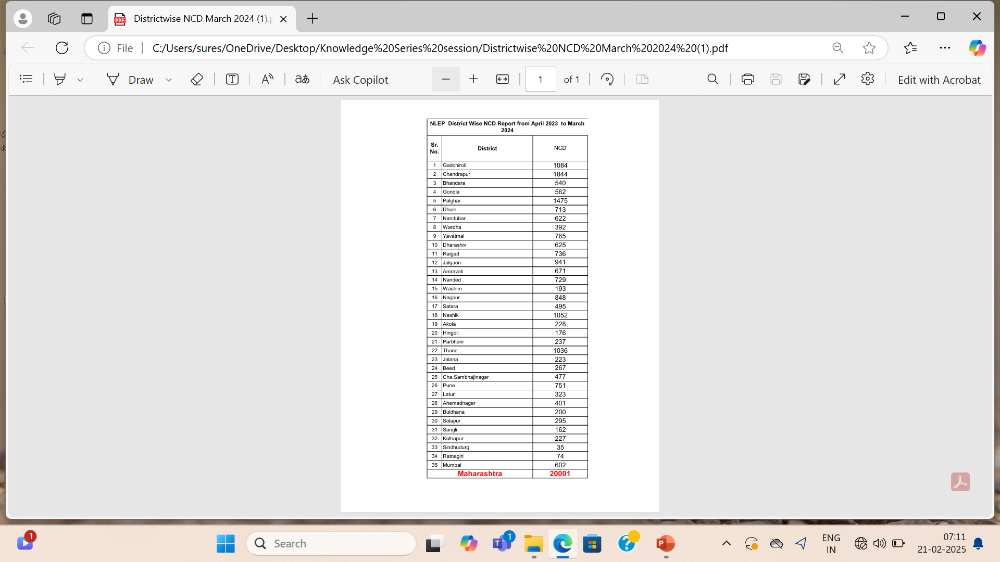 Districtwise NCD March 2024 (1).p
File
C:/Users/sures/OneDrive/Desktop/Knowledge%20Series%20session/Districtwise%20NCD%20March%202024%20(1).pdf
Draw
Ask Copilot
1 of 1
Edit with Acrobat
NLEP District Wise NCD Report from April 2023 to March
2024
Sr. No. District NCD
1 Gadchiroli 1084
2 Chandrapur 1844
3 Bhandara 540
4 Gondia 562
5 Palghar 1475
6 Dhule 713
7 Nandubar 622
8 Wardha 392
9 Yavatmal 765
10 Dharashiv 625
11 Raigad 736
12 Jalgaon 941
13 Amravati 671
14 Nanded 729
15 Washim 193
16 Nagpur 848
17 Satara 495
18 Nashik 1052
19 Akola 228
20 Hingoli 176
21 Parbhani 237
22 Thane 1036
23 Jalana 223
24 Beed 267
25 Cha.Sambhajinagar 477
26 Pune 751
27 Latur 323
28 Ahemadnagar 401
29 Buldhana 200
30 Solapur 295
31 Sangli 162
32 Kolhapur 227
33 Sindhudurg 35
34 Ratnagiri 74
35 Mumbai 602
Maharashtra 20001
1
Search
1
ENG
IN
07:11
21-02-2025